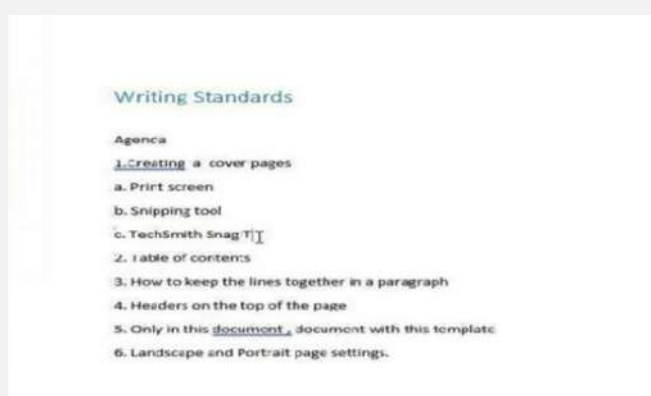 Writing Standards
Agenda
1.Creating a cover pages
a. Print screen
b. Snipping tool
c. TechSmith Snag T
2. Table of contents
3. How to keep the lines together in a paragraph
4. Headers on the top of the page
5. Only in this document , document with this template
6. Landscape and Portrait page settings.